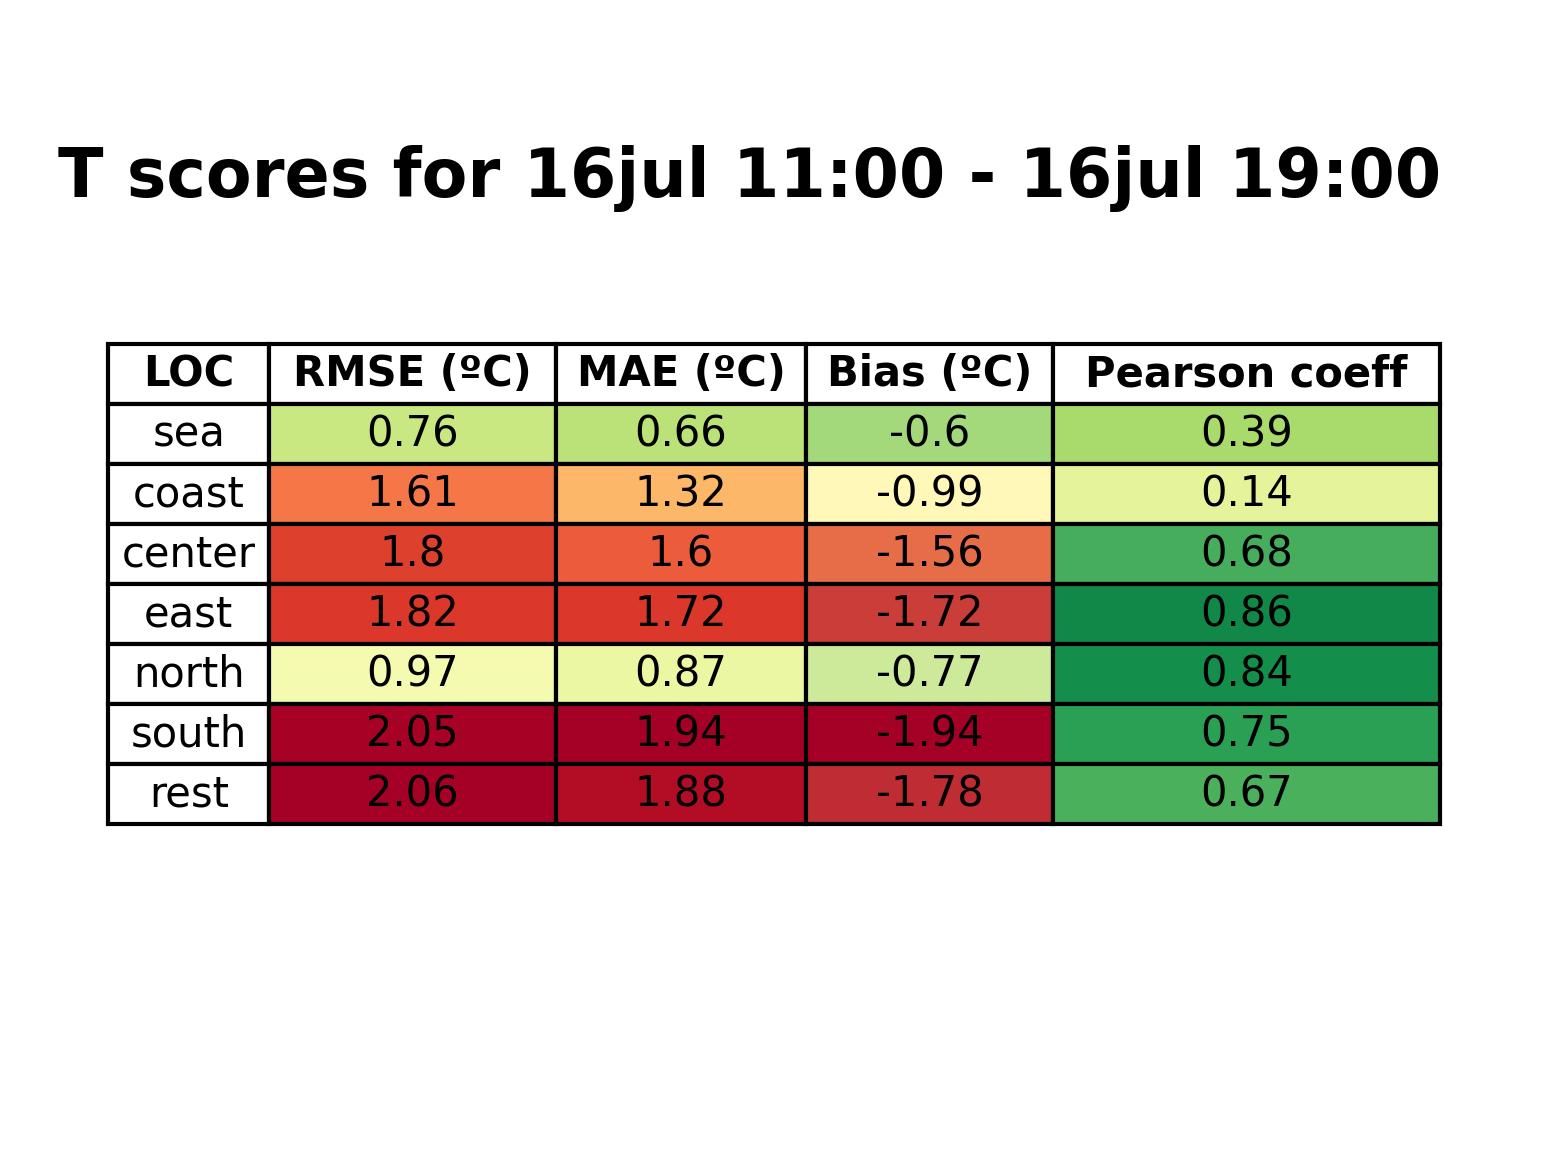 T scores for 16jul 11:00 - 16jul 19:00
LOC RMSE (ºC) MAE (ºC) Bias (ºC) Pearson coeff
sea 0.76 0.66 -0.6 0.39
coast 1.61 1.32 -0.99 0.14
center 1.8 1.6 -1.56 0.68
east 1.82 1.72 -1.72 0.86
north 0.97 0.87 -0.77 0.84
south 2.05 1.94 -1.94 0.75
rest 2.06 1.88 -1.78 0.67